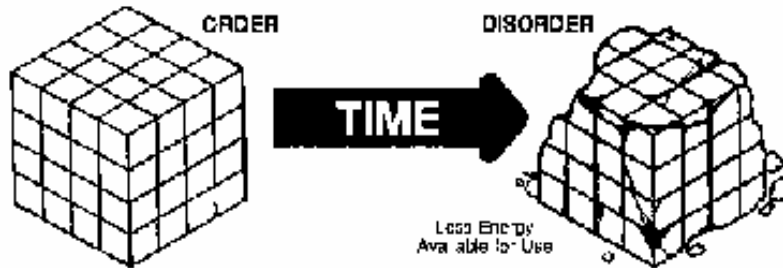 ORDER
DISORDER
TIME
Less Energy
Available for Use